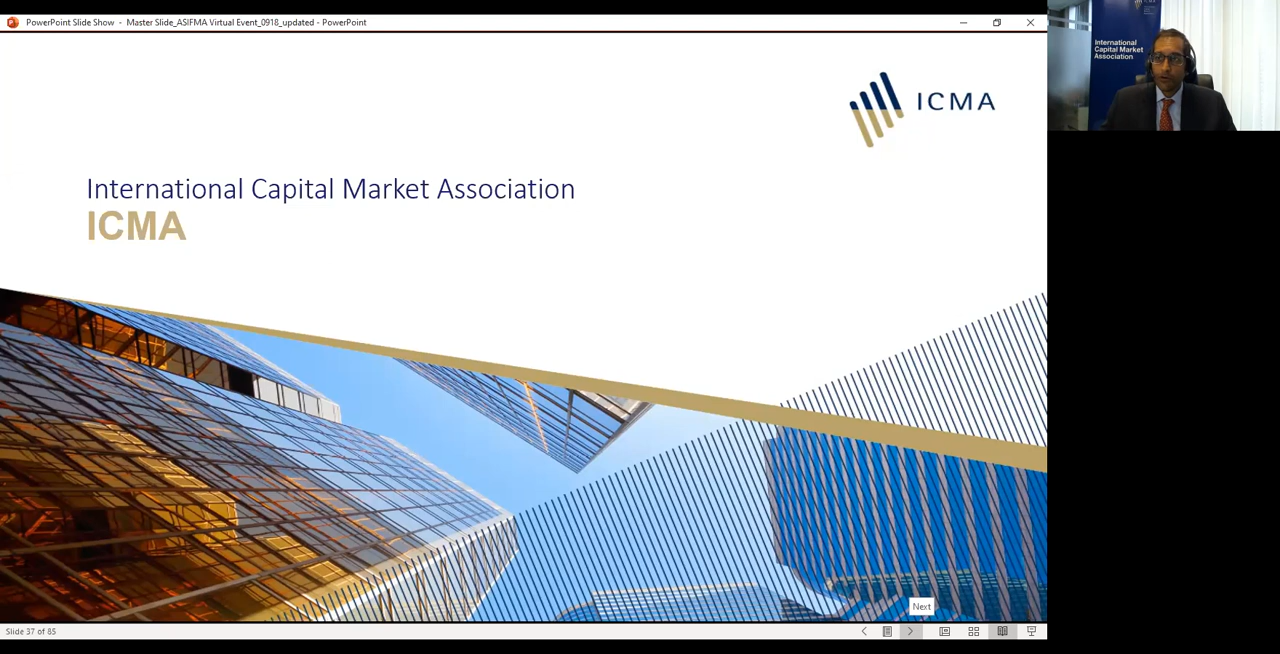 PowerPoint Slide Show - Master Slide_ASIFMA Virtual Event_0918_updated - PowerPoint
ICMA
International Capital Market Association
ICMA
International
Capital Market
Association
Next
Slide 37 of 85